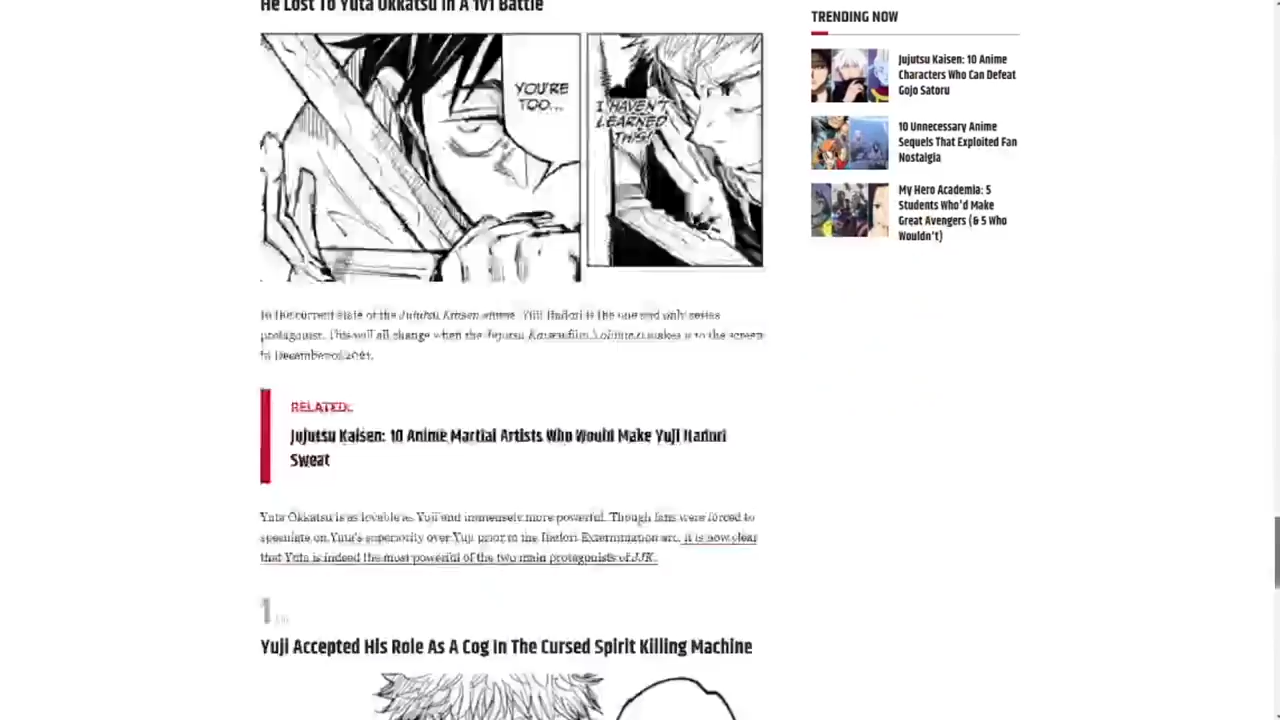 He Lost To Yuta Okkatsu In A 1v1 Battle
YOU'RE
TOO...
I HAVEN'T
LEARNED
THIS!
In the current state of the Jujutsu Kaisen anime, Yuji Itadori is the one and only series
protagonist. This will all change when the Jujutsu Kaisen film makes it to the screen
in December of 2021.
RELATED:
Jujutsu Kaisen: 10 Anime Martial Artists Who Would Make Yuji Itadori
Sweat
Yuta Okkatsu is as lovable as Yuji and immensely more powerful. Though fans were forced to
speculate on Yuta's superiority over Yuji prior to the Itadori Extermination arc, it is now clear
that Yuta is indeed the most powerful of the two main protagonists of JJK.
1
Yuji Accepted His Role As A Cog In The Cursed Spirit Killing Machine
TRENDING NOW
Jujutsu Kaisen: 10 Anime
Characters Who Can Defeat
Gojo Satoru
10 Unnecessary Anime
Sequels That Exploited Fan
Nostalgia
My Hero Academia: 5
Students Who'd Make
Great Avengers (& 5 Who
Wouldn't)